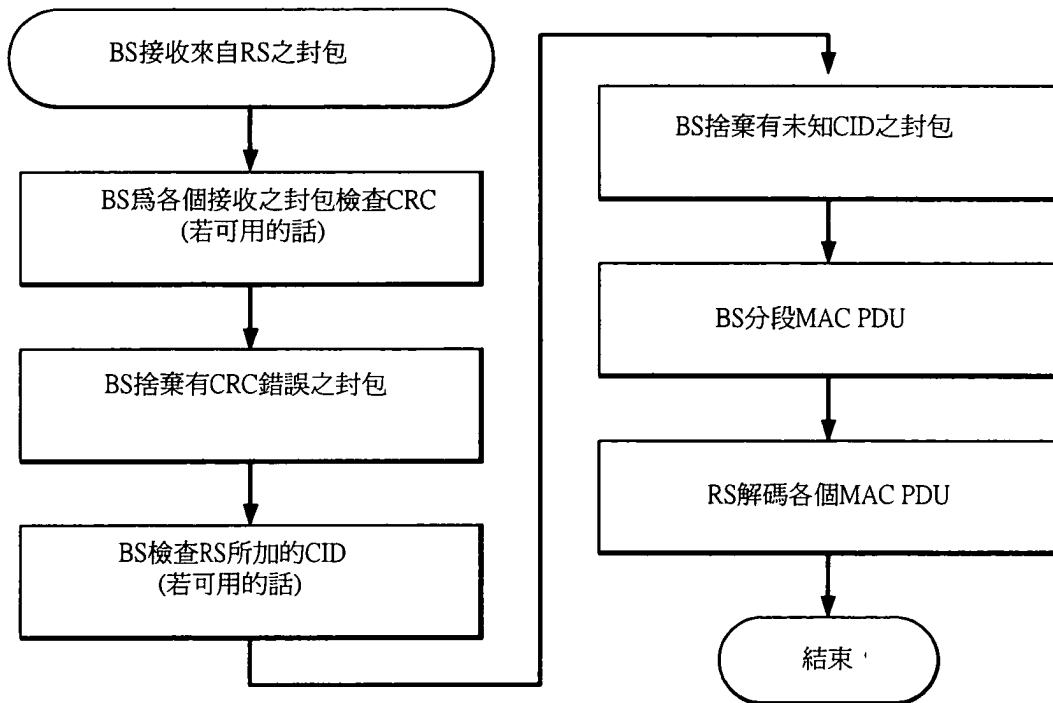 BS接收來自RS之封包
BS為各個接收之封包檢查CRC
(若可用的話)
BS捨棄有CRC錯誤之封包
BS檢查RS所加的CID
(若可用的話)
BS捨棄有未知CID之封包
BS分段MAC PDU
RS解碼各個MAC PDU
結束